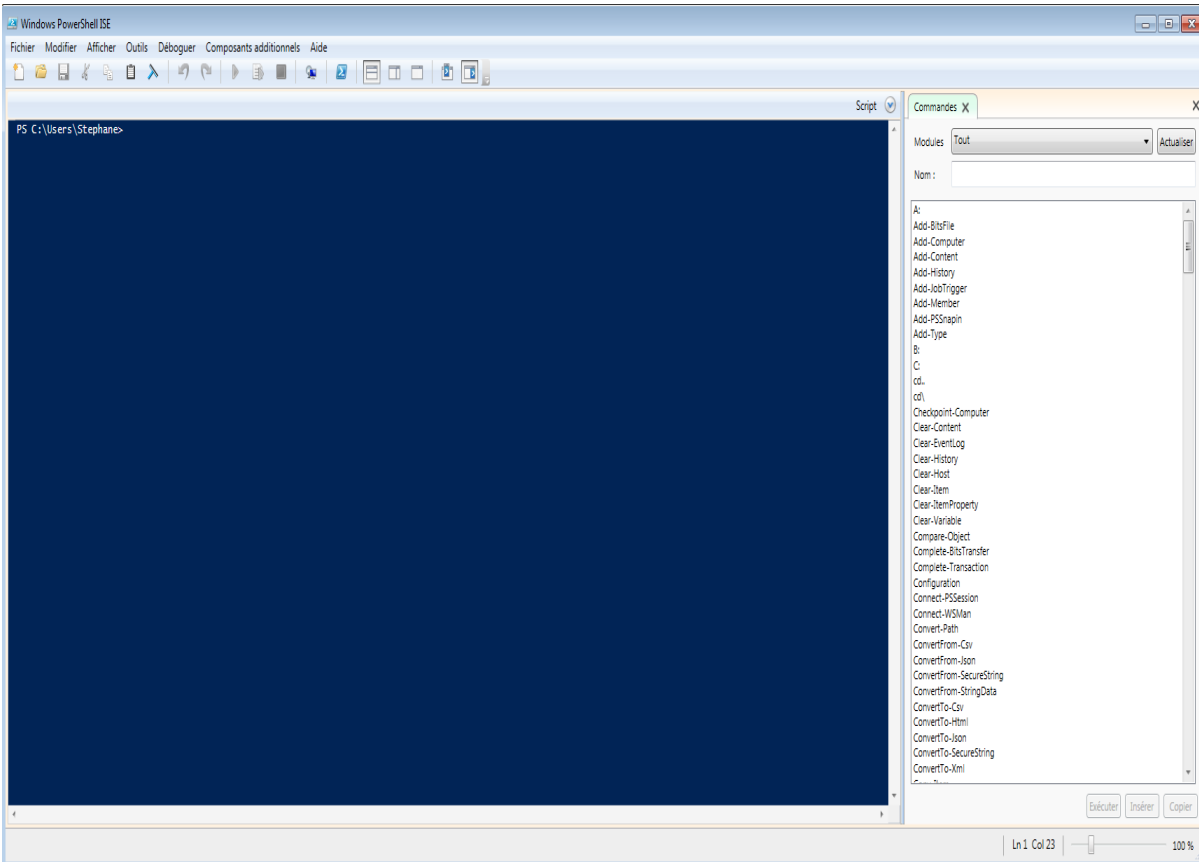 Windows PowerShell ISE
Fichier Modifier Afficher Outils Déboguer Composants additionnels Aide
Script
PS C:\Users\Stephane>
Commandes X
Modules Tout Actualiser
Nom :
A:
Add-BitsFile
Add-Computer
Add-Content
Add-History
Add-JobTrigger
Add-Member
Add-PSSnapin
Add-Type
B:
C:
cd..
cd\
Checkpoint-Computer
Clear-Content
Clear-EventLog
Clear-History
Clear-Host
Clear-Item
Clear-ItemProperty
Clear-Variable
Compare-Object
Complete-BitsTransfer
Complete-Transaction
Configuration
Connect-PSSession
Connect-WSMan
Convert-Path
ConvertFrom-Csv
ConvertFrom-Json
ConvertFrom-SecureString
ConvertFrom-StringData
ConvertTo-Csv
ConvertTo-Html
ConvertTo-Json
ConvertTo-SecureString
ConvertTo-Xml
Exécuter Insérer Copier
Ln 1 Col 23 100 %